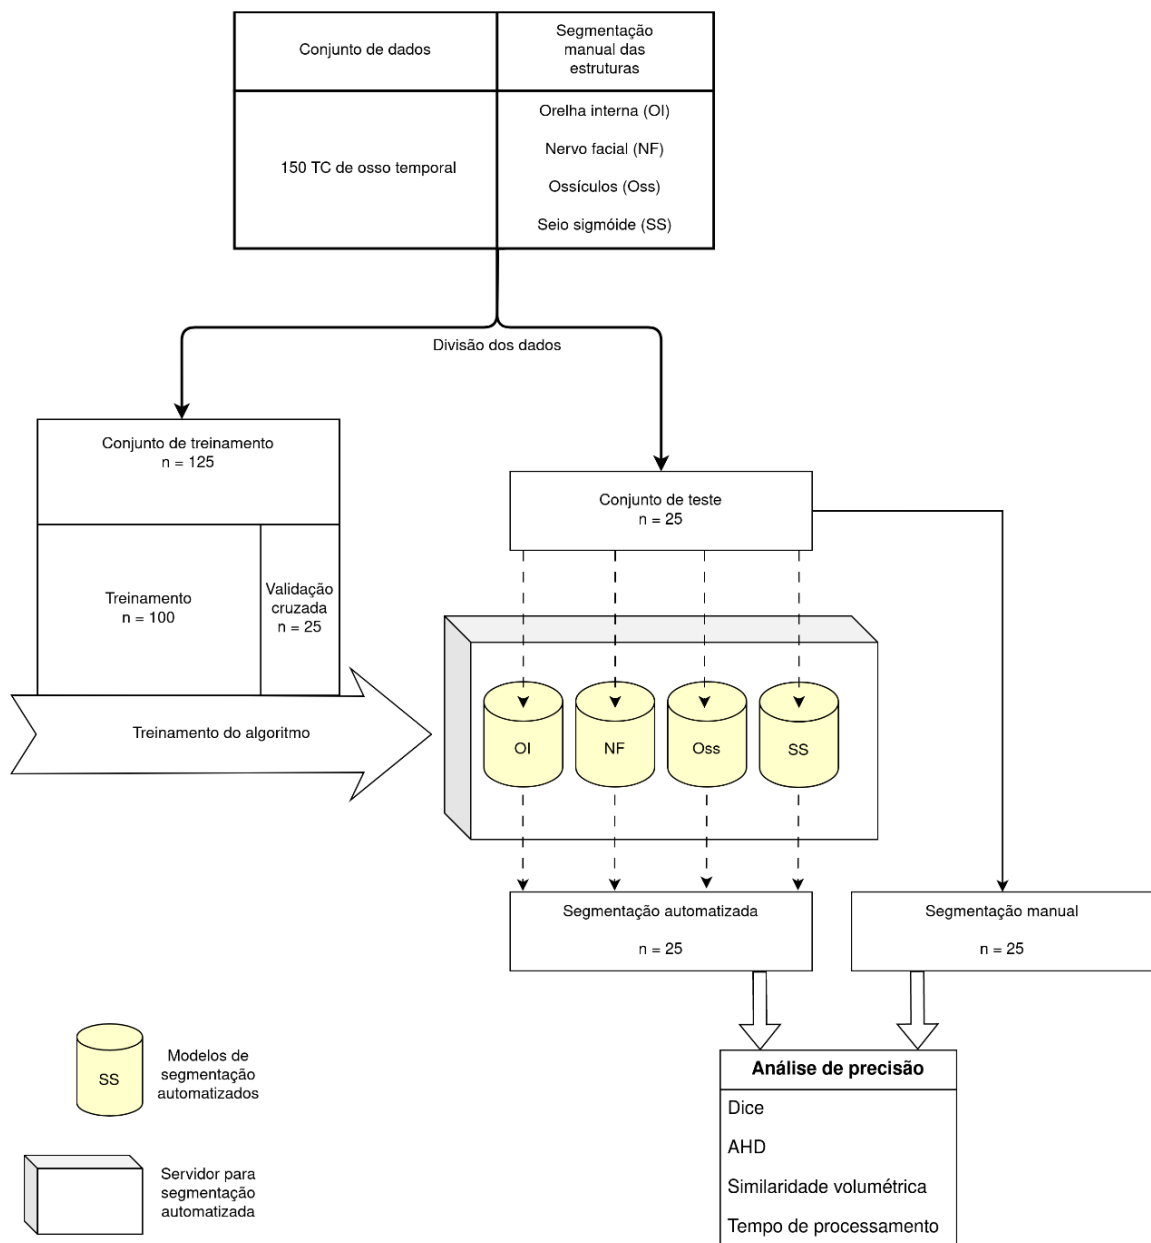 Conjunto de dados
Segmentação
manual das
estruturas
150 TC de osso temporal
Orelha interna (OI)
Nervo facial (NF)
Ossículos (Oss)
Seio sigmóide (SS)
Divisão dos dados
Conjunto de treinamento
n = 125
Treinamento
n = 100
Validação
cruzada
n = 25
Conjunto de teste
n = 25
Treinamento do algoritmo
OI
NF
Oss
SS
Segmentação automatizada
n = 25
Segmentação manual
n = 25
SS
Modelos de
segmentação
automatizados
Servidor para
segmentação
automatizada
Análise de precisão
Dice
AHD
Similaridade volumétrica
Tempo de processamento